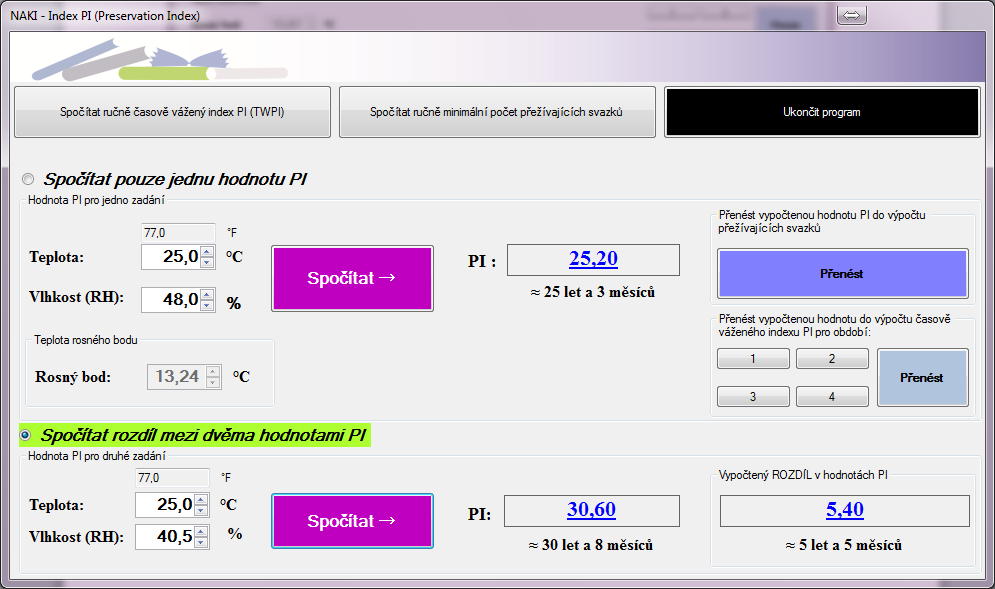 NAKI - Index PI (Preservation Index)
Spočítat ručně časově vážený index PI (TWPI)
Spočítat ručně minimální počet přežívajících svazků
Ukončit program
Spočítat pouze jednu hodnotu PI
Hodnota PI pro jedno zadání
77,0 °F
Teplota: 25,0 °C
Vlhkost (RH): 48,0 %
Spočítat →
PI : 25,20
≈ 25 let a 3 měsíců
Teplota rosného bodu
Rosný bod: 13,24 °C
Přenést vypočtenou hodnotu PI do výpočtu
přežívajících svazků
Přenést
Přenést vypočtenou hodnotu do výpočtu časově
váženého indexu PI pro období:
1 2
3 4
Přenést
Spočítat rozdíl mezi dvěma hodnotami PI
Hodnota PI pro druhé zadání
77,0 °F
Teplota: 25,0 °C
Vlhkost (RH): 40,5 %
Spočítat →
PI: 30,60
≈ 30 let a 8 měsíců
Vypočtený ROZDÍL v hodnotách PI
5,40
≈ 5 let a 5 měsíců